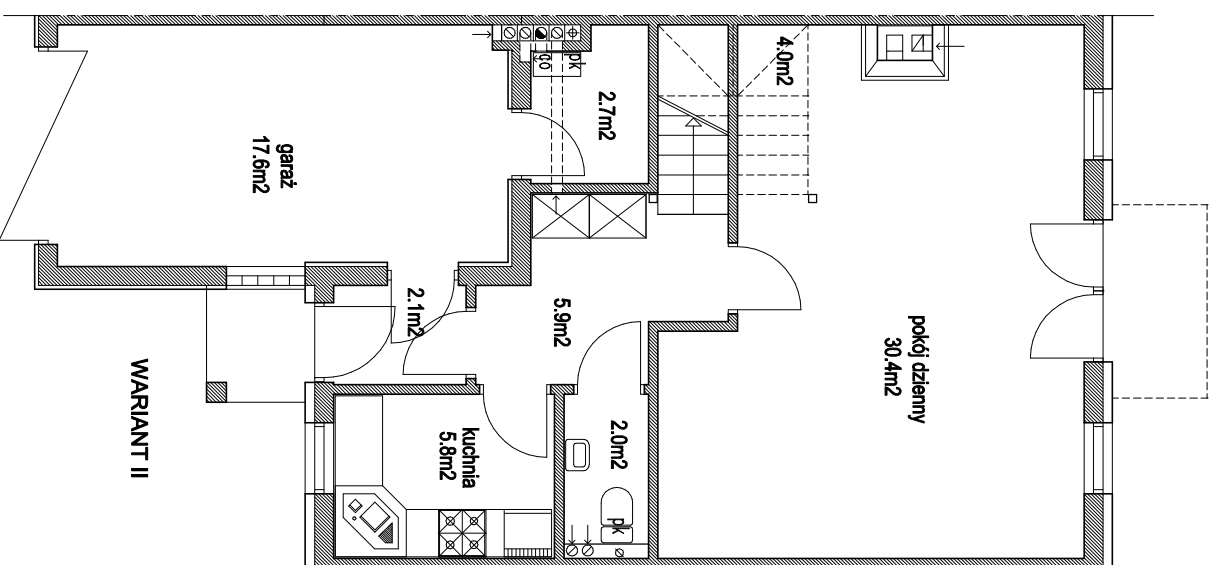 garaż
17.6m2
co
pk
2.7m2
4.0m2
2.1m2
5.9m2
pokój dzienny
30.4m2
WARIANT II
kuchnia
5.8m2
2.0m2
pk